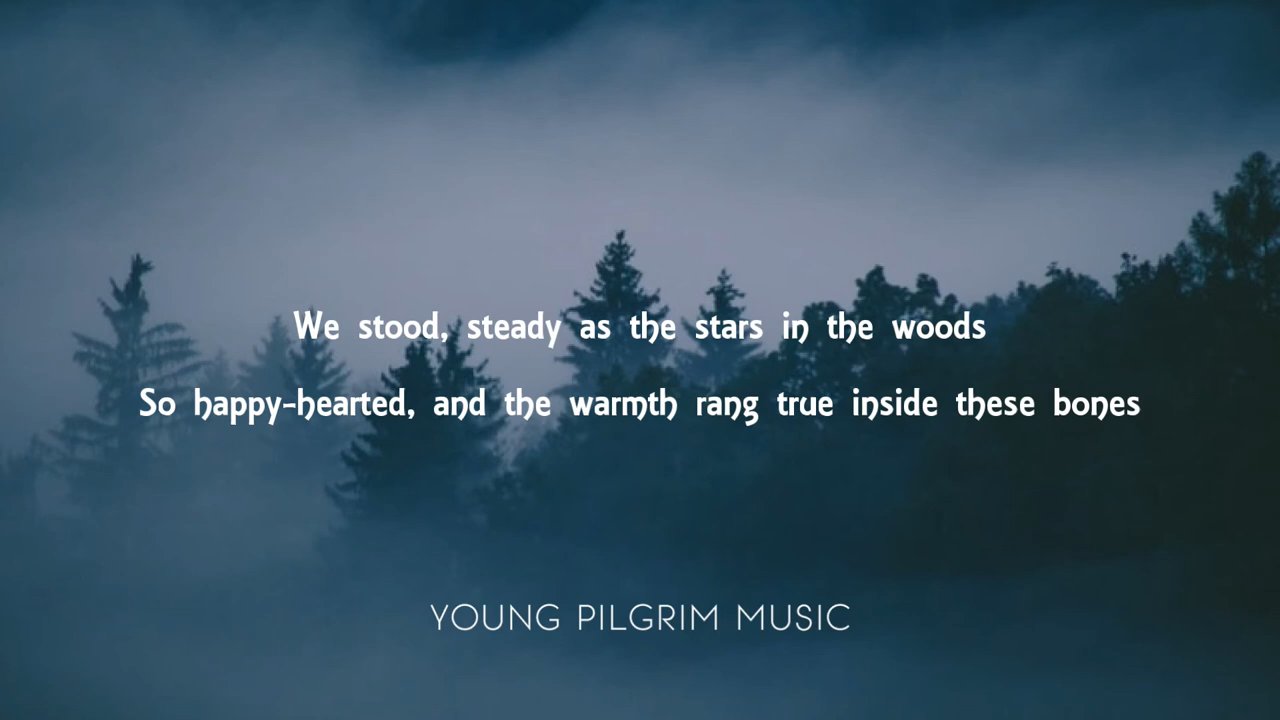 We stood, steady as the stars in the woods
So happy-hearted, and the warmth rang true inside these bones
YOUNG PILGRIM MUSIC